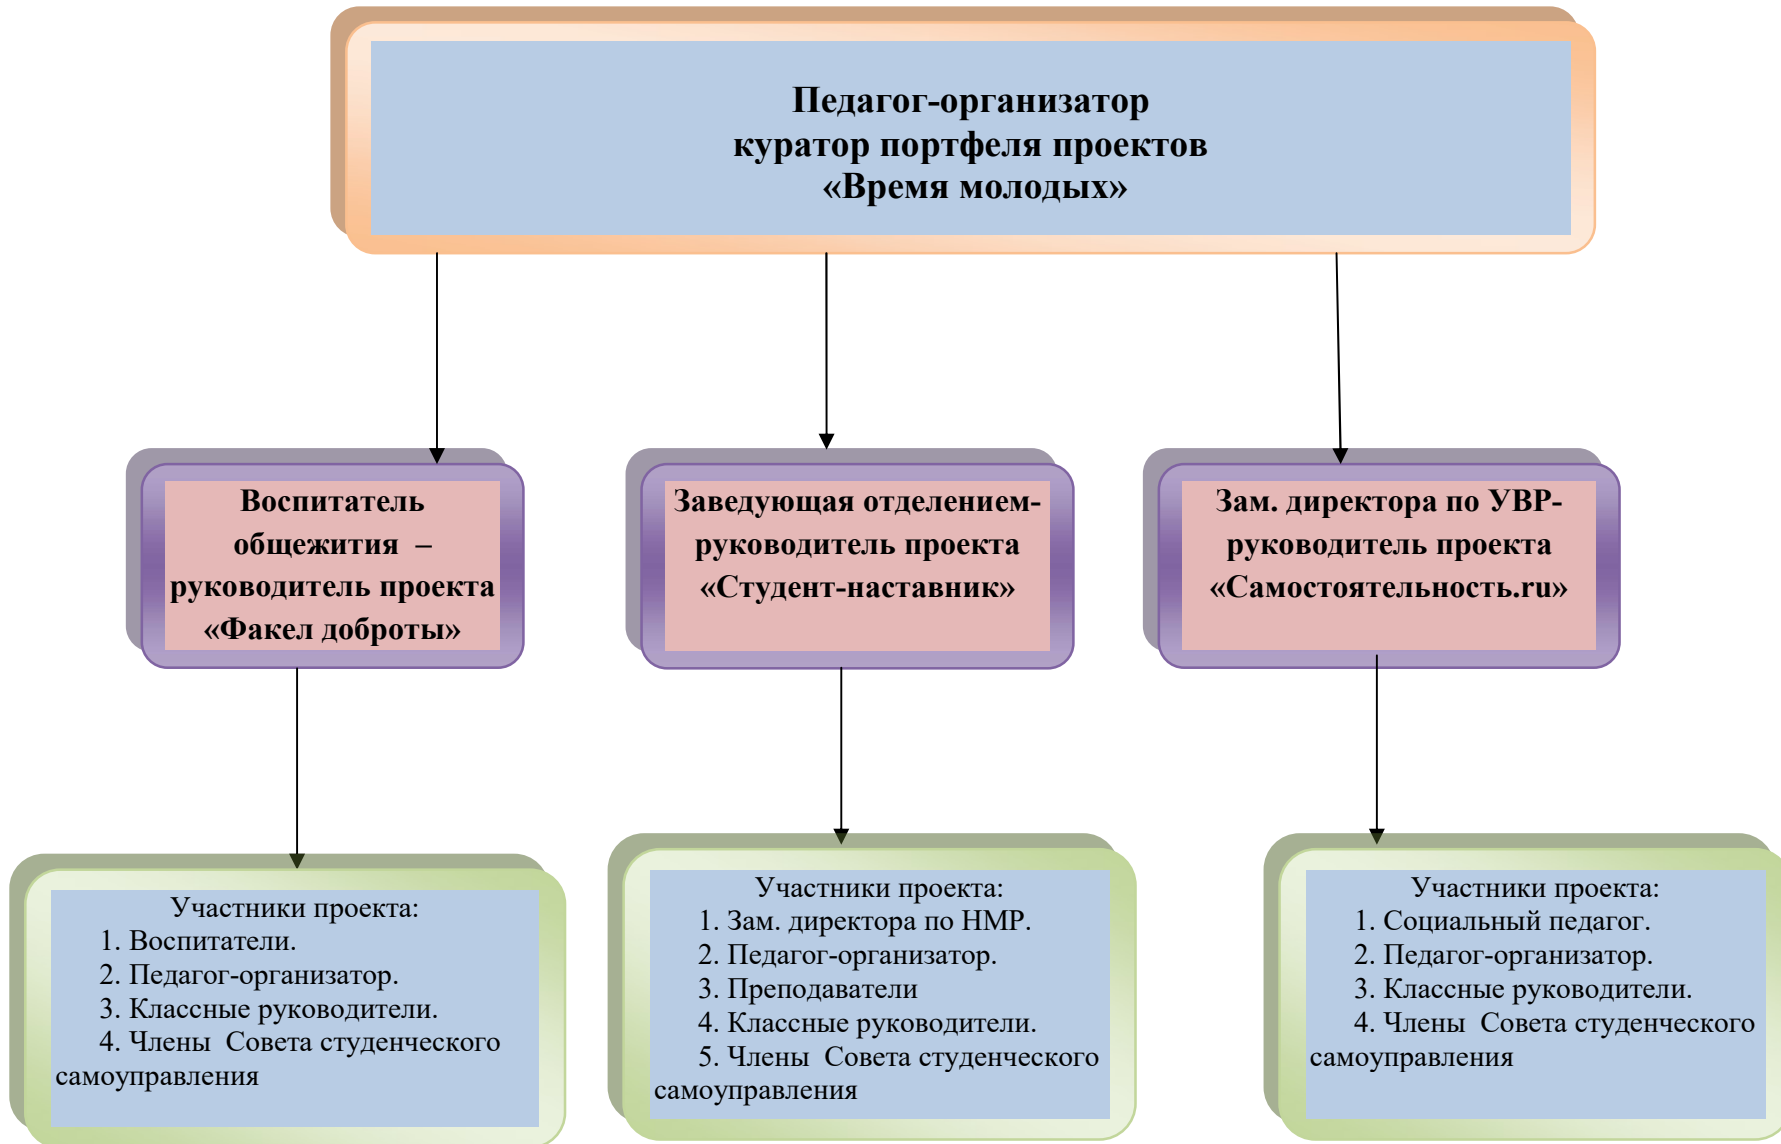 Педагог-организатор
куратор портфеля проектов
«Время молодых»
Воспитатель
общежития –
руководитель проекта
«Факел доброты»
Заведующая отделением-
руководитель проекта
«Студент-наставник»
Зам. директора по УВР-
руководитель проекта
«Самостоятельность.ru»
Участники проекта:
1. Воспитатели.
2. Педагог-организатор.
3. Классные руководители.
4. Члены Совета студенческого
самоуправления
Участники проекта:
1. Зам. директора по НМР.
2. Педагог-организатор.
3. Преподаватели
4. Классные руководители.
5. Члены Совета студенческого
самоуправления
Участники проекта:
1. Социальный педагог.
2. Педагог-организатор.
3. Классные руководители.
4. Члены Совета студенческого
самоуправления